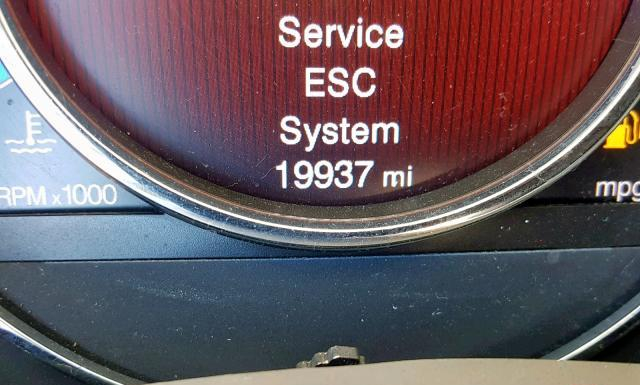 Service
ESC
System
19937 mi
RPM x1000
mpg